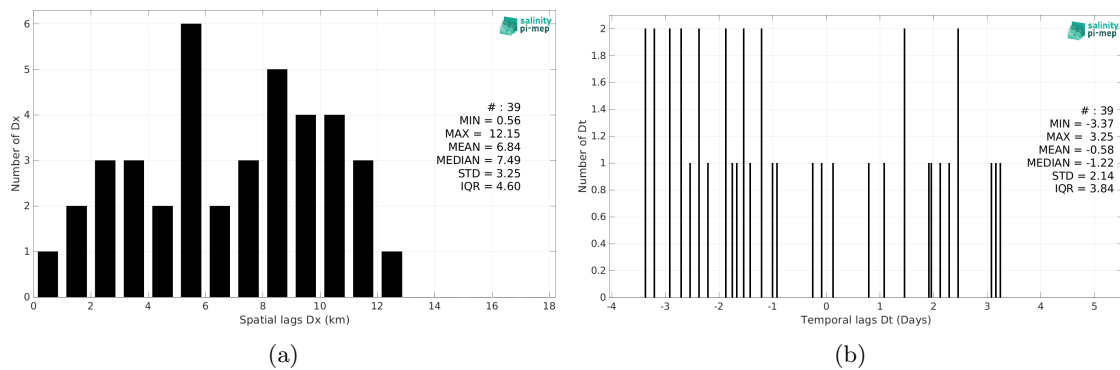 salinity
pi-mep
# : 39
MIN = 0.56
MAX = 12.15
MEAN = 6.84
MEDIAN = 7.49
STD = 3.25
IQR = 4.60
Number of Dx
6
5
4
3
2
1
0
0 2 4 6 8 10 12 14 16 18
Spatial lags Dx (km)
(a)
salinity
pi-mep
# : 39
MIN = -3.37
MAX = 3.25
MEAN = -0.58
MEDIAN = -1.22
STD = 2.14
IQR = 3.84
Number of Dt
2
1.8
1.6
1.4
1.2
1
0.8
0.6
0.4
0.2
0
-4 -3 -2 -1 0 1 2 3 4 5
Temporal lags Dt (Days)
(b)